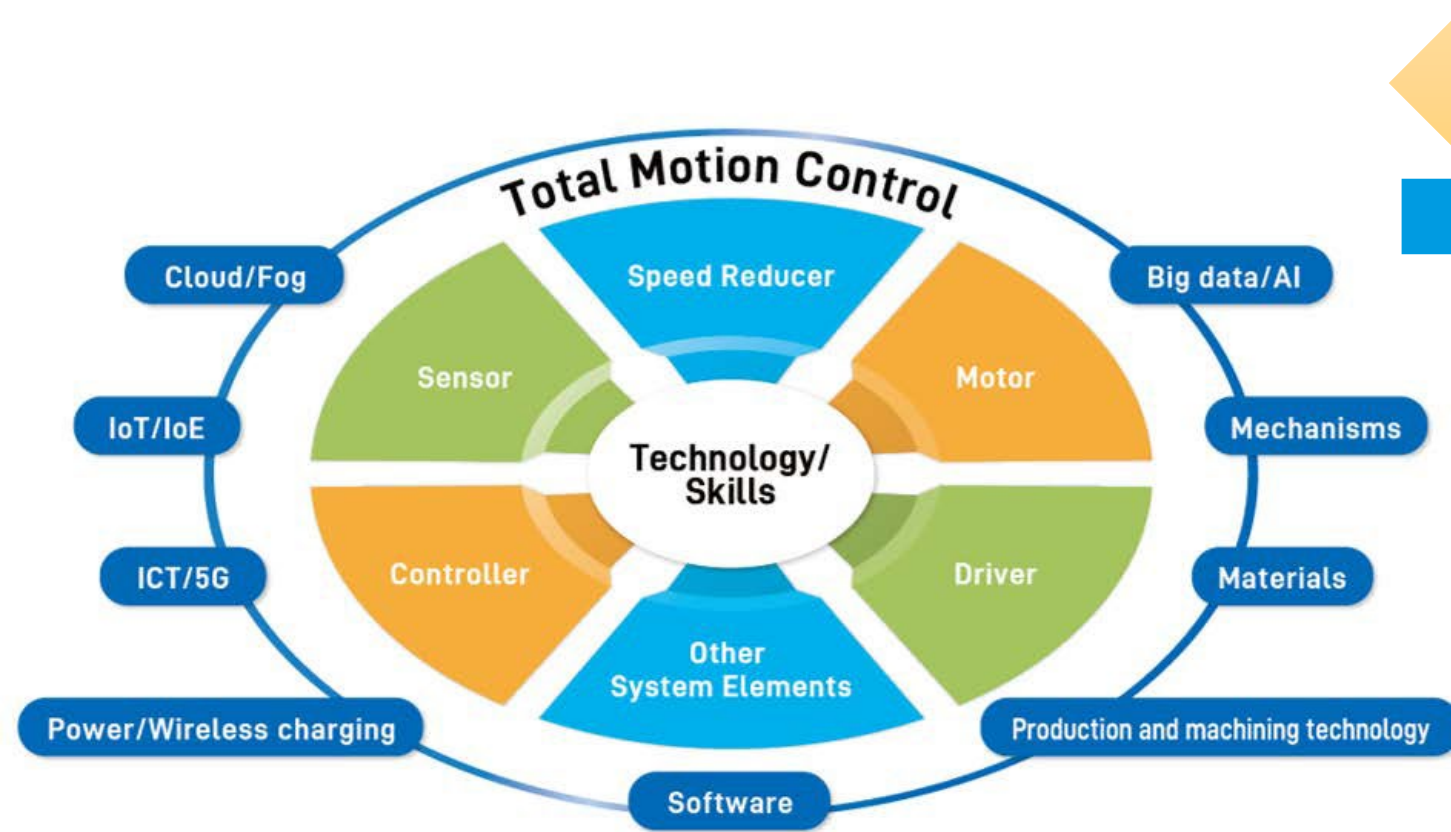 Total Motion Control
Cloud/Fog
Speed Reducer
Big data/AI
Sensor
Motor
IoT/IoE
Mechanisms
Technology/
Skills
ICT/5G
Controller
Driver
Materials
Other
System Elements
Power/Wireless charging
Production and machining technology
Software